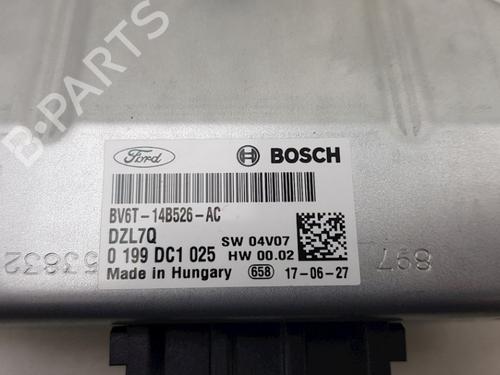 Ford
BOSCH
BV6T-14B526-AC
DZL7Q
SW 04V07
0 199 DC1 025
HW 00.02
Made in Hungary
658
17-06-27
53832
897
B-PARTS